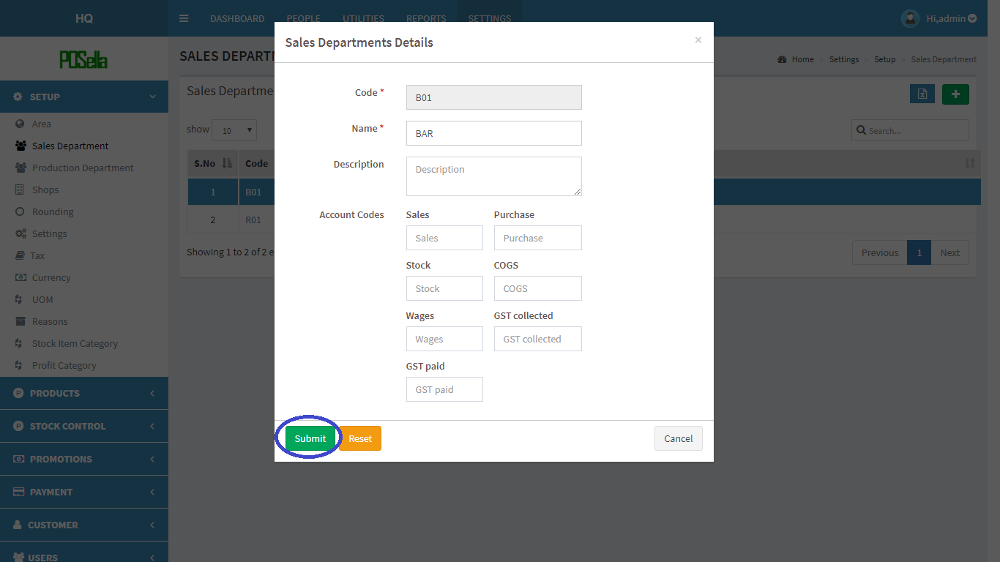 HQ
DASHBOARD PEOPLE UTILITIES REPORTS SETTINGS
Hi,admin
POSella
SALES DEPARTM
Home Settings Setup Sales Department
SETUP
Area
Sales Department
Production Department
Shops
Rounding
Settings
Tax
Currency
UOM
Reasons
Stock Item Category
Profit Category
PRODUCTS
STOCK CONTROL
PROMOTIONS
PAYMENT
CUSTOMER
USERS
Sales Departme
show 10
Search...
S.No Code
1 B01
2 R01
Showing 1 to 2 of 2 e
Previous 1 Next
Sales Departments Details ×
Code * B01
Name * BAR
Description Description
Account Codes Sales Purchase
Sales Purchase
Stock COGS
Stock COGS
Wages GST collected
Wages GST collected
GST paid
GST paid
Submit Reset Cancel